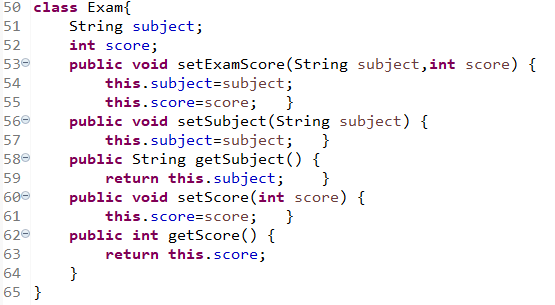 50 class Exam{
51     String subject;
52     int score;
53     public void setExamScore(String subject,int score) {
54         this.subject=subject;
55         this.score=score;   }
56     public void setSubject(String subject) {
57         this.subject=subject;   }
58     public String getSubject() {
59         return this.subject;    }
60     public void setScore(int score) {
61         this.score=score;   }
62     public int getScore() {
63         return this.score;
64     }
65 }